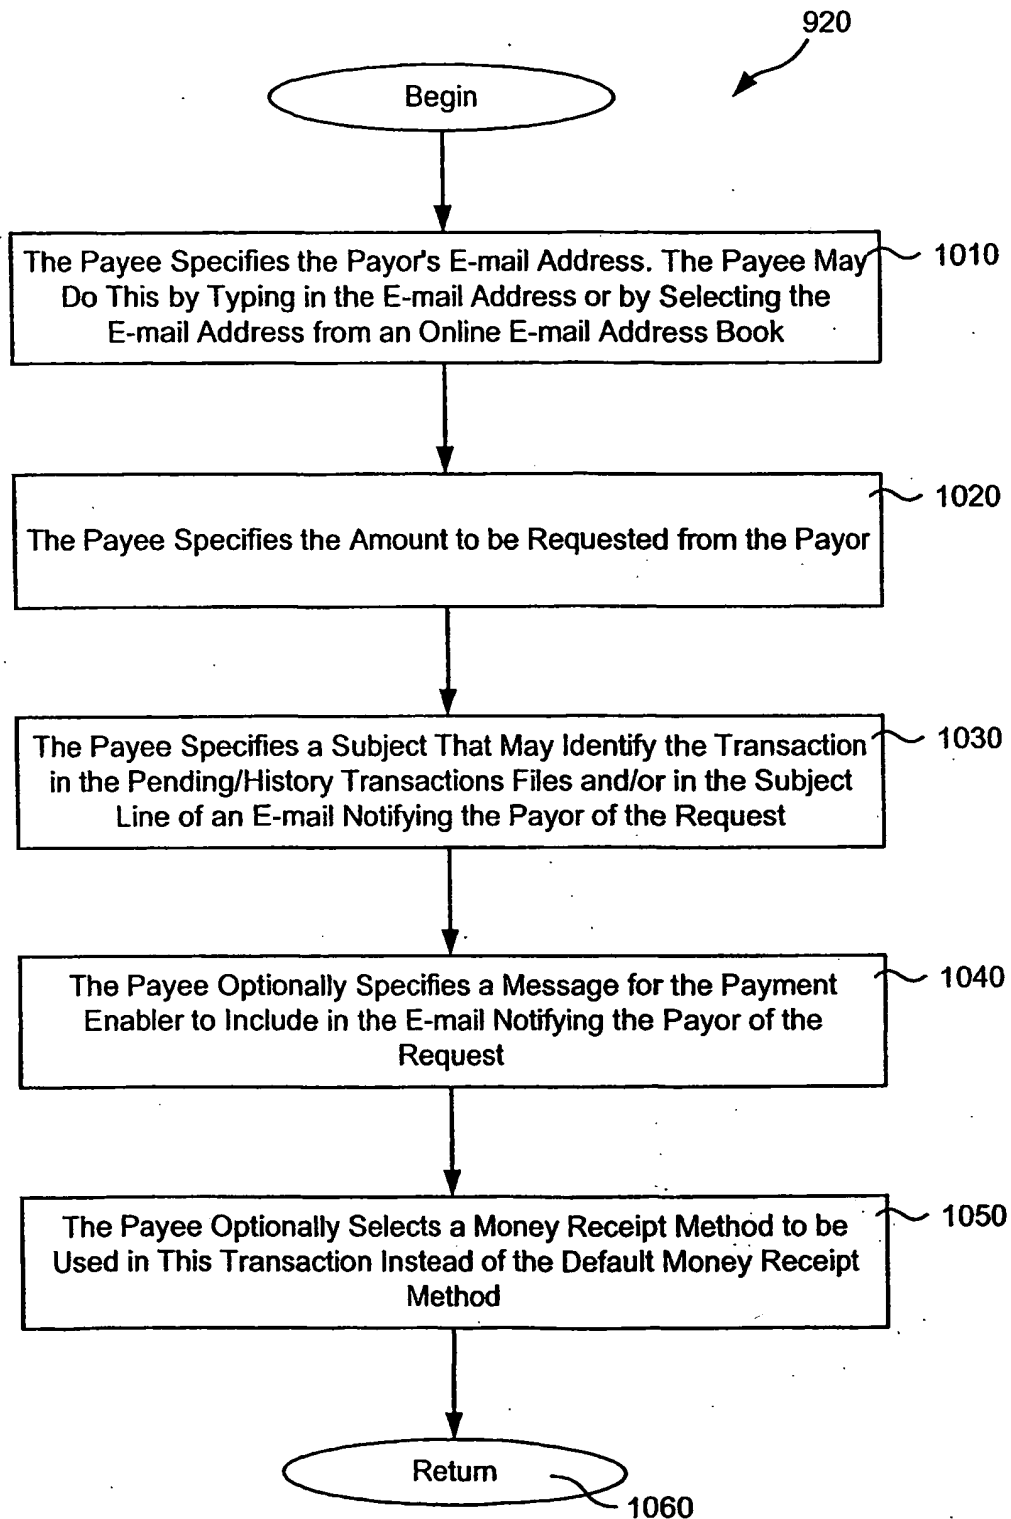 920
Begin
The Payee Specifies the Payor's E-mail Address. The Payee May
Do This by Typing in the E-mail Address or by Selecting the
E-mail Address from an Online E-mail Address Book
1010
The Payee Specifies the Amount to be Requested from the Payor
1020
The Payee Specifies a Subject That May Identify the Transaction
in the Pending/History Transactions Files and/or in the Subject
Line of an E-mail Notifying the Payor of the Request
1030
The Payee Optionally Specifies a Message for the Payment
Enabler to Include in the E-mail Notifying the Payor of the
Request
1040
The Payee Optionally Selects a Money Receipt Method to be
Used in This Transaction Instead of the Default Money Receipt
Method
1050
Return
1060